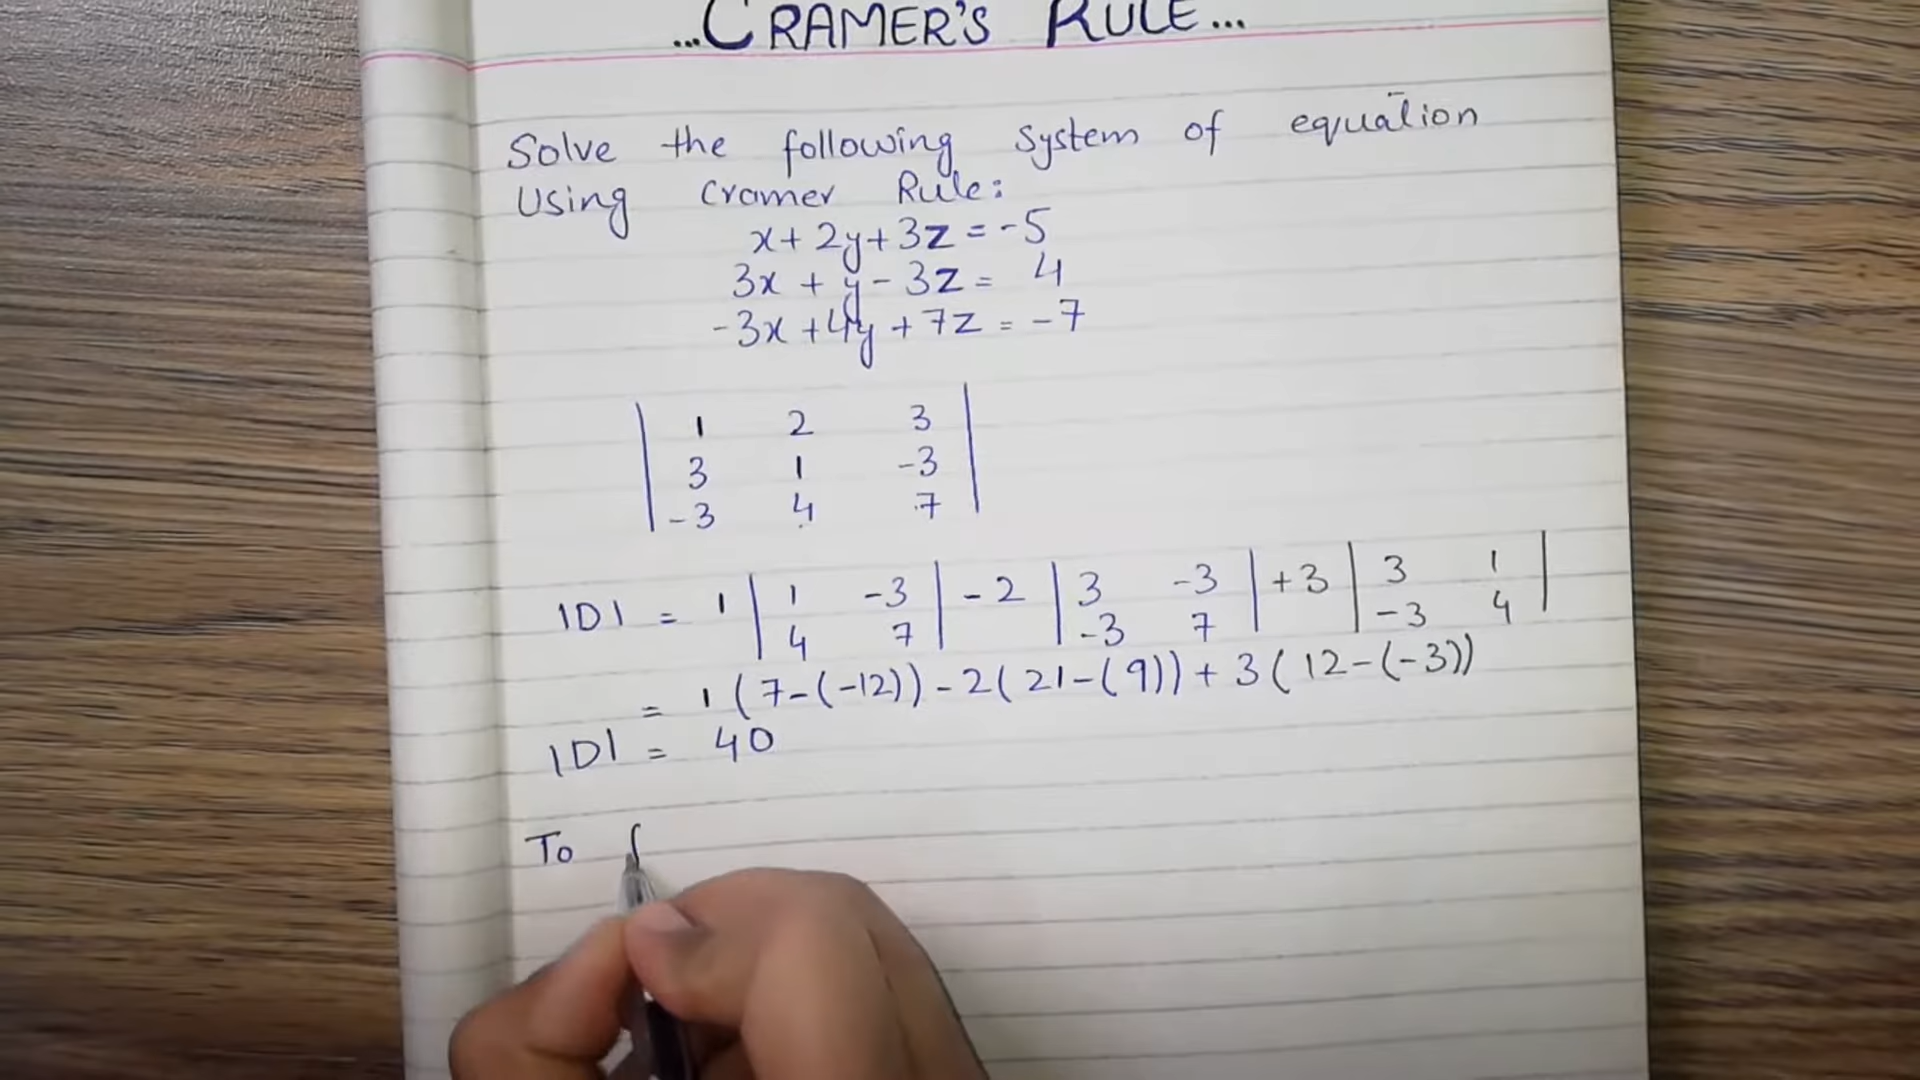 ...CRAMER'S RULE...
Solve the following System of equation
Using Cramer Rule:
x + 2y + 3z = -5
3x + y - 3z = 4
-3x + 4y + 7z = -7
| 1 2 3 |
| 3 1 -3 |
| -3 4 7 |
|D| = 1 | 1 -3 | - 2 | 3 -3 | + 3 | 3 1 |
| 4 7 | | -3 7 | | -3 4 |
= 1 ( 7 - (-12)) - 2 ( 21 - (9)) + 3 ( 12 - (-3))
|D| = 40
To